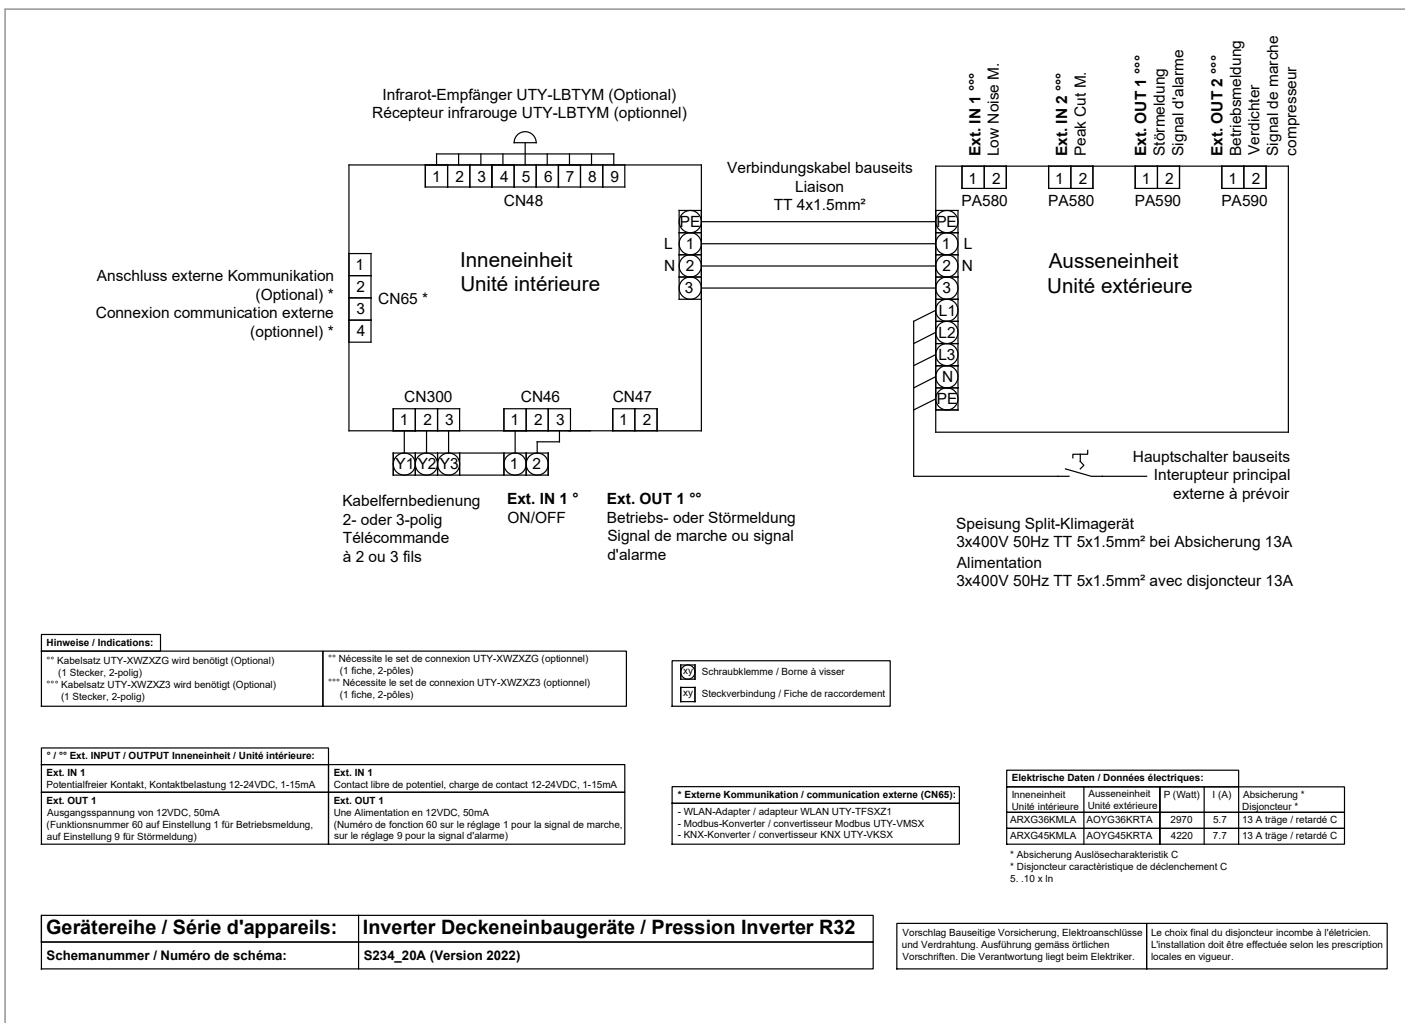 Infrarot-Empfänger UTY-LBTYM (Optional)
Récepteur infrarouge UTY-LBTYM (optionnel)
1 2 3 4 5 6 7 8 9
CN48
Inneneinheit
Unité intérieure
Anschluss externe Kommunikation
(Optional) *
Connexion communication externe
(optionnel) *
1
2
3
4
CN65 *
PE
L 1
N 2
3
Verbindungskabel bauseits
Liaison
TT 4x1.5mm²
Ext. IN 1 °°°
Low Noise M.
Ext. IN 2 °°°
Peak Cut M.
Ext. OUT 1 °°°
Störmeldung
Signal d'alarme
Ext. OUT 2 °°°
Betriebsmeldung
Verdichter
Signal de marche
compresseur
1 2
PA580
1 2
PA580
1 2
PA590
1 2
PA590
PE
1 L
2 N
3
L1
L2
L3
N
PE
Ausseneinheit
Unité extérieure
CN300
1 2 3
CN46
1 2 3
CN47
1 2
Y1 Y2 Y3
1 2
Kabelfernbedienung
2- oder 3-polig
Télécommande
à 2 ou 3 fils
Ext. IN 1 °
ON/OFF
Ext. OUT 1 °°
Betriebs- oder Störmeldung
Signal de marche ou signal
d'alarme
Hauptschalter bauseits
Interupteur principal
externe à prévoir
Speisung Split-Klimagerät
3x400V 50Hz TT 5x1.5mm² bei Absicherung 13A
Alimentation
3x400V 50Hz TT 5x1.5mm² avec disjoncteur 13A
Hinweise / Indications:
°° Kabelsatz UTY-XWZXZG wird benötigt (Optional)
(1 Stecker, 2-polig)
°°° Kabelsatz UTY-XWZXZ3 wird benötigt (Optional)
(1 Stecker, 2-polig)
°° Nécessite le set de connexion UTY-XWZXZG (optionnel)
(1 fiche, 2-pôles)
°°° Nécessite le set de connexion UTY-XWZXZ3 (optionnel)
(1 fiche, 2-pôles)
xy Schraubklemme / Borne à visser
xy Steckverbindung / Fiche de raccordement
° / °° Ext. INPUT / OUTPUT Inneneinheit / Unité intérieure:
Ext. IN 1
Potentialfreier Kontakt, Kontaktbelastung 12-24VDC, 1-15mA
Ext. IN 1
Contact libre de potentiel, charge de contact 12-24VDC, 1-15mA
Ext. OUT 1
Ausgangsspannung von 12VDC, 50mA
(Funktionsnummer 60 auf Einstellung 1 für Betriebsmeldung,
auf Einstellung 9 für Störmeldung)
Ext. OUT 1
Une Alimentation en 12VDC, 50mA
(Numéro de fonction 60 sur le réglage 1 pour la signal de marche,
sur le réglage 9 pour la signal d'alarme)
* Externe Kommunikation / communication externe (CN65):
- WLAN-Adapter / adapteur WLAN UTY-TFSXZ1
- Modbus-Konverter / convertisseur Modbus UTY-VMSX
- KNX-Konverter / convertisseur KNX UTY-VKSX
Elektrische Daten / Données électriques:
Inneneinheit Ausseneinheit P (Watt) I (A) Absicherung *
Unité intérieure Unité extérieure Disjoncteur *
ARXG36KMLA AOYG36KRTA 2970 5.7 13 A träge / retardé C
ARXG45KMLA AOYG45KRTA 4220 7.7 13 A träge / retardé C
* Absicherung Auslösecharakteristik C
* Disjoncteur caractèristique de déclenchement C
5. .10 x In
Gerätereihe / Série d'appareils: Inverter Deckeneinbaugeräte / Pression Inverter R32
Schemanummer / Numéro de schéma: S234_20A (Version 2022)
Vorschlag Bauseitige Vorsicherung, Elektroanschlüsse
und Verdrahtung. Ausführung gemäss örtlichen
Vorschriften. Die Verantwortung liegt beim Elektriker.
Le choix final du disjoncteur incombe à l'életricien.
L'installation doit être effectuée selon les prescription
locales en vigueur.